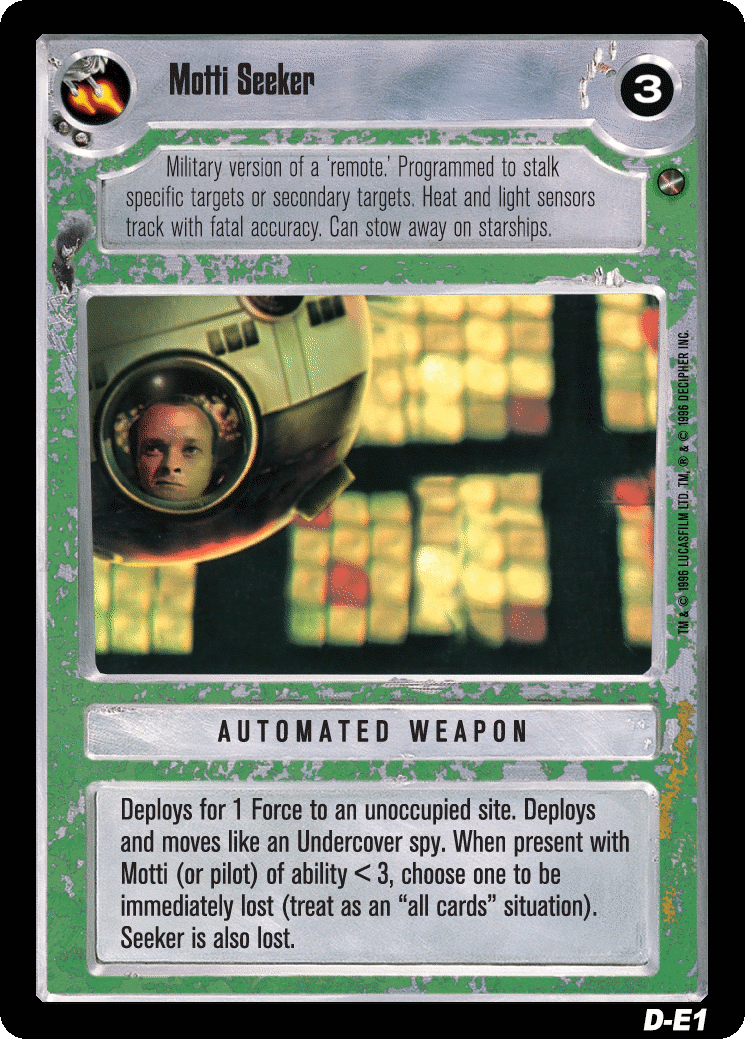 Motti Seeker
3
Military version of a ‘remote.’ Programmed to stalk
specific targets or secondary targets. Heat and light sensors
track with fatal accuracy. Can stow away on starships.
TM & © 1996 LUCASFILM LTD. TM, ® & © 1996 DECIPHER INC.
AUTOMATED WEAPON
Deploys for 1 Force to an unoccupied site. Deploys
and moves like an Undercover spy. When present with
Motti (or pilot) of ability < 3, choose one to be
immediately lost (treat as an “all cards” situation).
Seeker is also lost.
D-E1